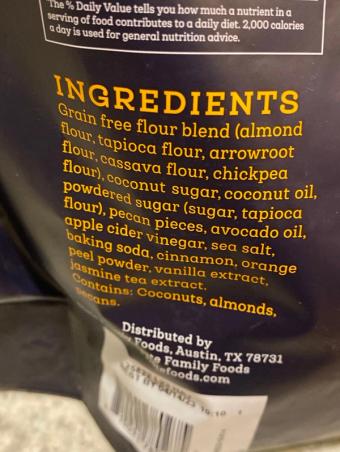 The % Daily Value tells you how much a nutrient in a
serving of food contributes to a daily diet. 2,000 calories
a day is used for general nutrition advice.
INGREDIENTS
Grain free flour blend (almond
flour, tapioca flour, arrowroot
flour, cassava flour, chickpea
flour), coconut sugar, coconut oil,
powdered sugar (sugar, tapioca
flour), pecan pieces, avocado oil,
apple cider vinegar, sea salt,
baking soda, cinnamon, orange
peel powder, vanilla extract,
jasmine tea extract.
Contains: Coconuts, almonds,
pecans.
Distributed by
Foods, Austin, TX 78731
Family Foods
foods.com